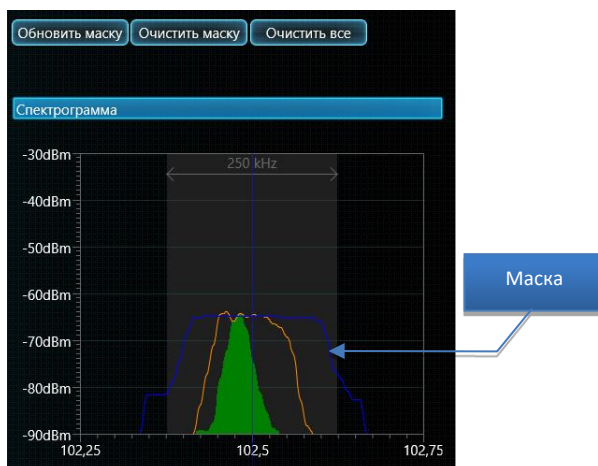 Обновить маску Очистить маску Очистить все
Спектрограмма
-30dBm
250 kHz
-40dBm
-50dBm
Маска
-60dBm
-70dBm
-80dBm
-90dBm
102,25 102,5 102,75